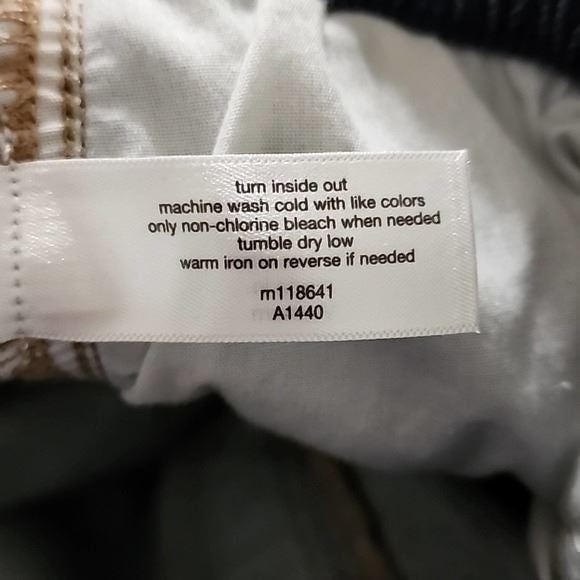 turn inside out
machine wash cold with like colors
only non-chlorine bleach when needed
tumble dry low
warm iron on reverse if needed
rn118641
A1440